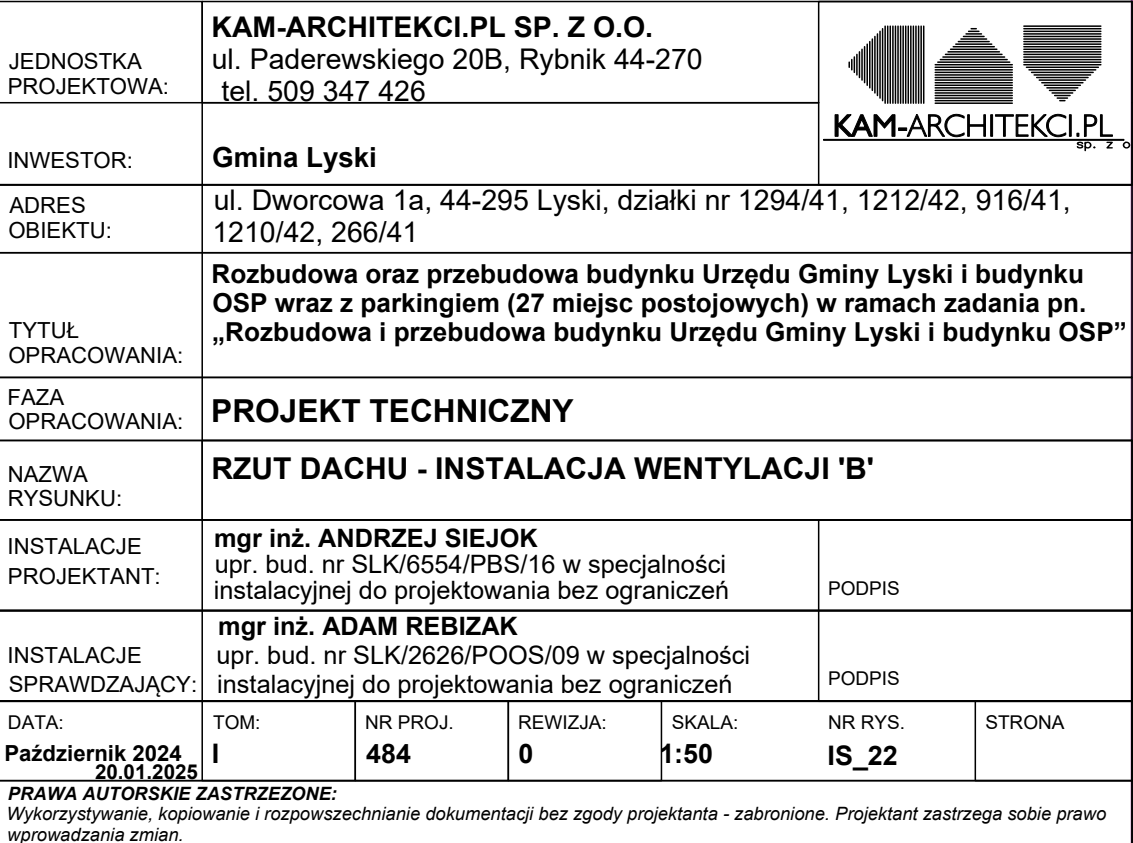 JEDNOSTKA
PROJEKTOWA:
KAM-ARCHITEKCI.PL SP. Z O.O.
ul. Paderewskiego 20B, Rybnik 44-270
tel. 509 347 426
KAM-ARCHITEKCI.PL
sp. z o
INWESTOR:
Gmina Lyski
ADRES
OBIEKTU:
ul. Dworcowa 1a, 44-295 Lyski, działki nr 1294/41, 1212/42, 916/41,
1210/42, 266/41
TYTUŁ
OPRACOWANIA:
Rozbudowa oraz przebudowa budynku Urzędu Gminy Lyski i budynku
OSP wraz z parkingiem (27 miejsc postojowych) w ramach zadania pn.
„Rozbudowa i przebudowa budynku Urzędu Gminy Lyski i budynku OSP”
FAZA
OPRACOWANIA:
PROJEKT TECHNICZNY
NAZWA
RYSUNKU:
RZUT DACHU - INSTALACJA WENTYLACJI 'B'
INSTALACJE
PROJEKTANT:
mgr inż. ANDRZEJ SIEJOK
upr. bud. nr SLK/6554/PBS/16 w specjalności
instalacyjnej do projektowania bez ograniczeń
PODPIS
INSTALACJE
SPRAWDZAJĄCY:
mgr inż. ADAM REBIZAK
upr. bud. nr SLK/2626/POOS/09 w specjalności
instalacyjnej do projektowania bez ograniczeń
PODPIS
DATA:
Październik 2024
20.01.2025
TOM:
I
NR PROJ.
484
REWIZJA:
0
SKALA:
1:50
NR RYS.
IS_22
STRONA
PRAWA AUTORSKIE ZASTRZEZONE:
Wykorzystywanie, kopiowanie i rozpowszechnianie dokumentacji bez zgody projektanta - zabronione. Projektant zastrzega sobie prawo
wprowadzania zmian.